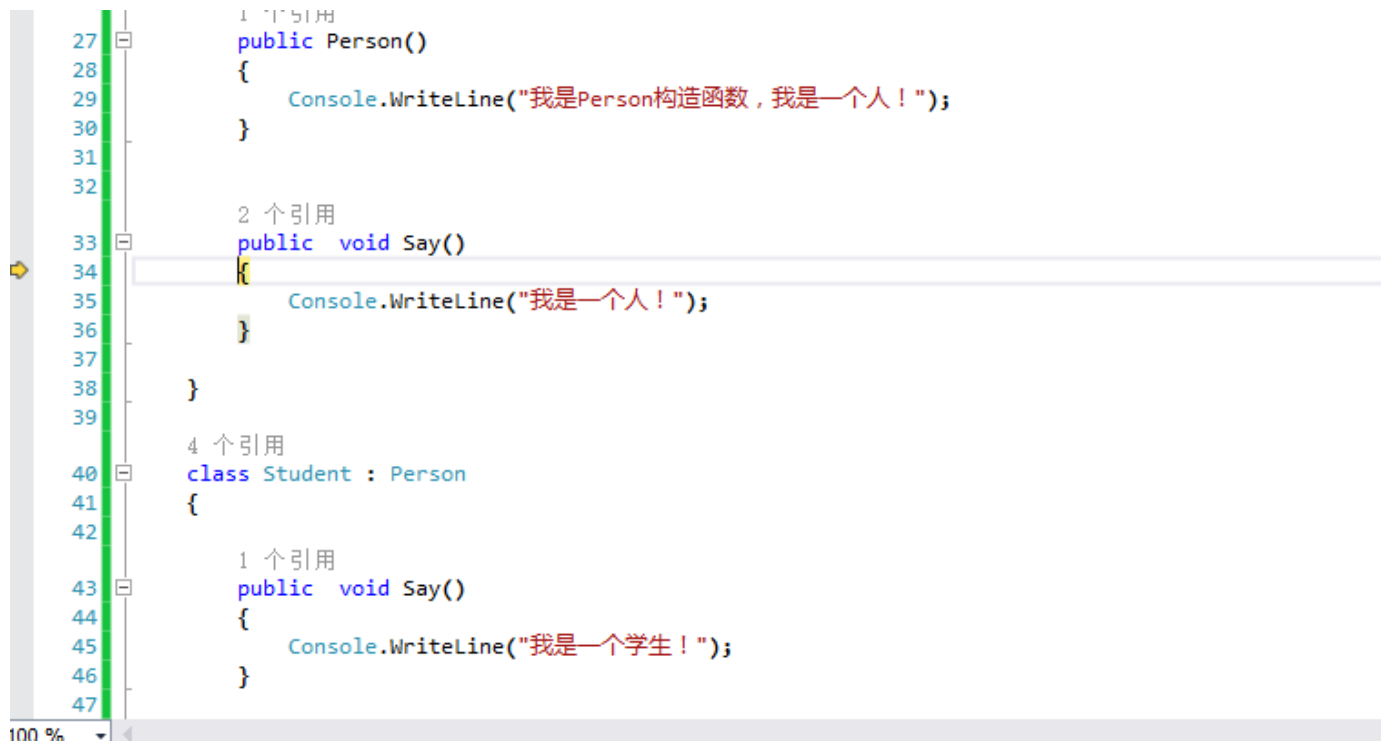 1 个引用
27 public Person()
28 {
29 Console.WriteLine("我是Person构造函数，我是一个人！");
30 }
31
32
2 个引用
33 public  void Say()
34 {
35 Console.WriteLine("我是一个人！");
36 }
37
38 }
39
4 个引用
40 class Student : Person
41 {
42
1 个引用
43 public  void Say()
44 {
45 Console.WriteLine("我是一个学生！");
46 }
47
100 %